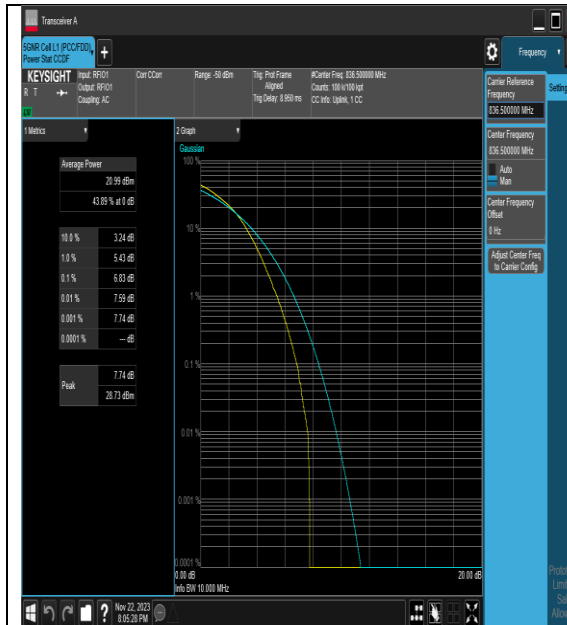 Transceiver A
5GNR Cell L1 (PCC/FDD)
Power Stat CCDF
Frequency
KEYSIGHT
R T
Input: RFIO1
Output: RFIO1
Coupling: AC
Corr CCorr
Range: -50 dBm
Trig: Prot Frame
Aligned
Trig Delay: 8.950 ms
#Center Freq: 836.500000 MHz
Counts: 100 k/100 kpt
CC Info: Uplink, 1 CC
1 Metrics
Average Power
20.99 dBm
43.89 % at 0 dB
10.0 % 3.24 dB
1.0 % 5.43 dB
0.1 % 6.83 dB
0.01 % 7.59 dB
0.001 % 7.74 dB
0.0001 % --- dB
Peak 7.74 dB
28.73 dBm
2 Graph
Gaussian
100 %
10 %
1 %
0.1 %
0.01 %
0.001 %
0.0001 %
0.00 dB 20.00 dB
Info BW 10.000 MHz
Carrier Reference
Frequency
836.500000 MHz
Center Frequency
836.500000 MHz
Auto
Man
Center Frequency
Offset
0 Hz
Adjust Center Freq
to Carrier Config
Setting
Proto
Limit
Allow
?
Nov 22, 2023
8:05:28 PM